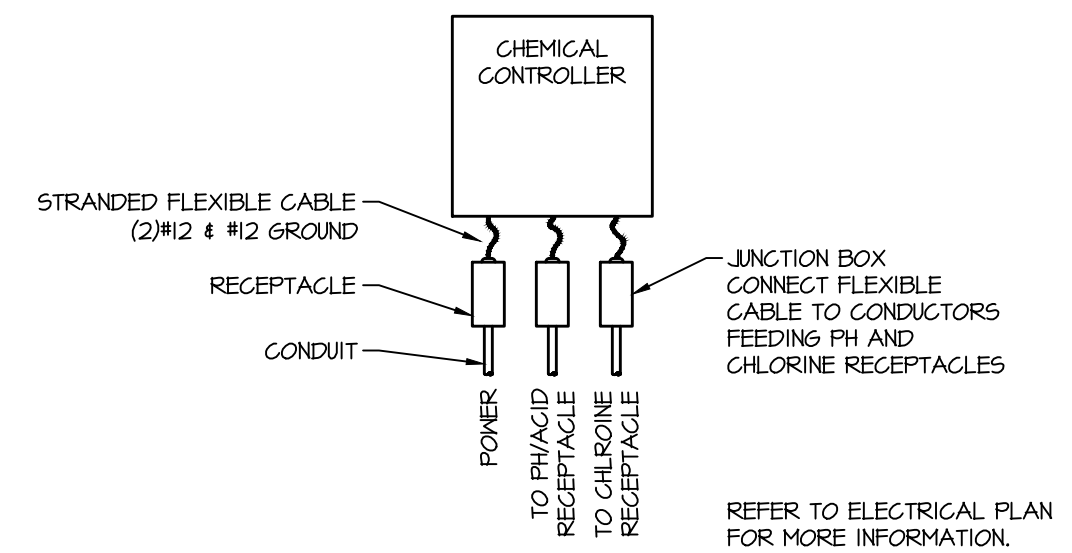 CHEMICAL
CONTROLLER
STRANDED FLEXIBLE CABLE
(2)#12 & #12 GROUND
RECEPTACLE
CONDUIT
JUNCTION BOX
CONNECT FLEXIBLE
CABLE TO CONDUCTORS
FEEDING PH AND
CHLORINE RECEPTACLES
POWER
TO PH/ACID
RECEPTACLE
TO CHLROINE
RECEPTACLE
REFER TO ELECTRICAL PLAN
FOR MORE INFORMATION.